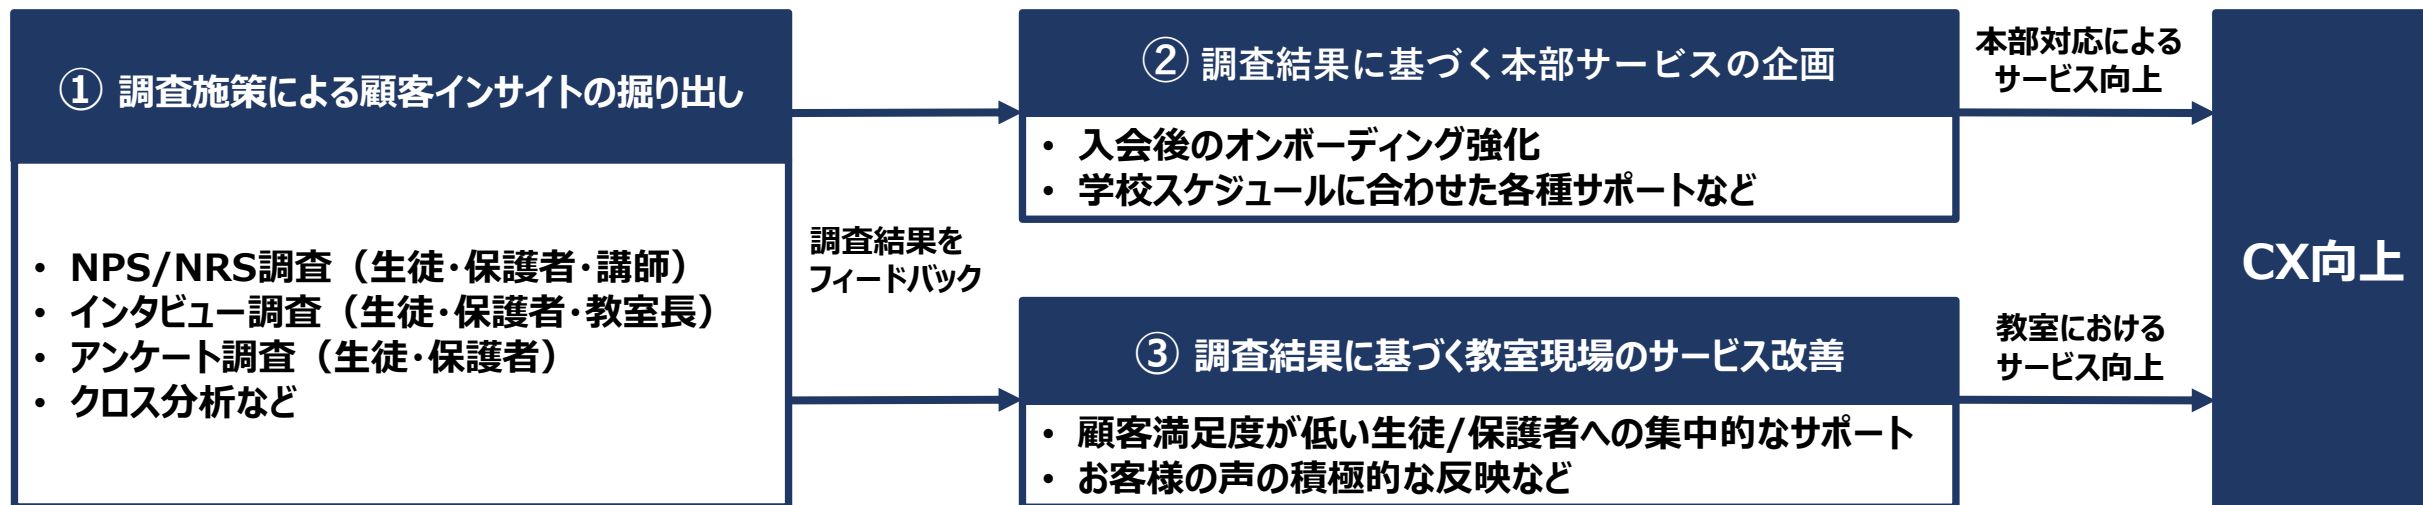 ① 調査施策による顧客インサイトの掘り出し
• NPS/NRS調査（生徒・保護者・講師）
• インタビュー調査（生徒・保護者・教室長）
• アンケート調査（生徒・保護者）
• クロス分析など
調査結果を
フィードバック
② 調査結果に基づく本部サービスの企画
• 入会後のオンボーディング強化
• 学校スケジュールに合わせた各種サポートなど
③ 調査結果に基づく教室現場のサービス改善
• 顧客満足度が低い生徒/保護者への集中的なサポート
• お客様の声の積極的な反映など
本部対応による
サービス向上
教室における
サービス向上
CX向上